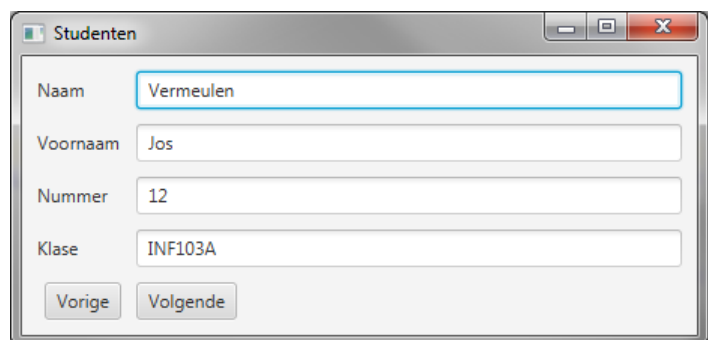 Studenten
Naam Vermeulen
Voornaam Jos
Nummer 12
Klase INF103A
Vorige Volgende